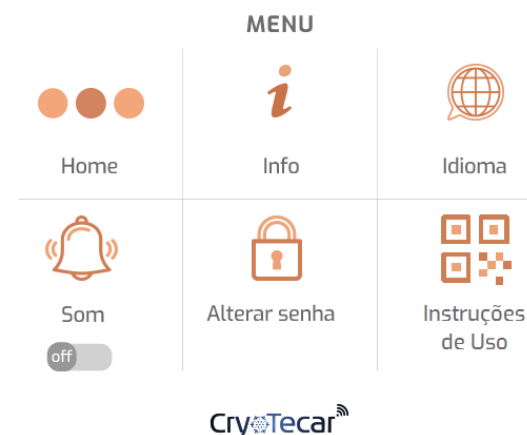 MENU
Home
Info
Idioma
Som
Alterar senha
Instruções
de Uso
off
CryoTecar